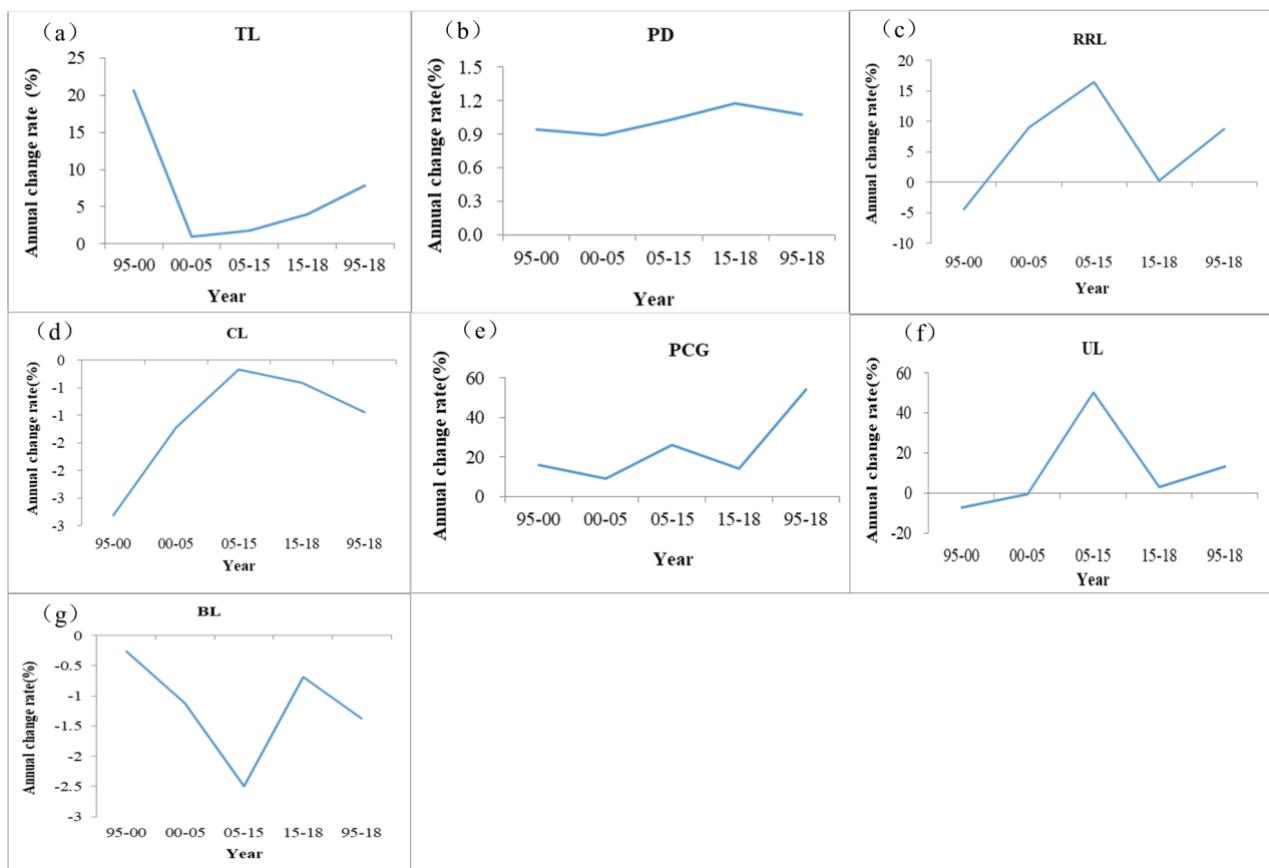 (a)
TL
Annual change rate (%)
25
20
15
10
5
0
95-00 00-05 05-15 15-18 95-18
Year
(b)
PD
Annual change rate(%)
1.5
1.2
0.9
0.6
0.3
0.0
95-00 00-05 05-15 15-18 95-18
Year
(c)
RRL
Annual change rate(%)
20
15
10
5
0
-5
-10
95-00 00-05 05-15 15-18 95-18
Year
(d)
CL
Annual change rate(%)
0
-1
-1
-2
-2
-3
-3
95-00 00-05 05-15 15-18 95-18
Year
(e)
PCG
Annual change rate(%)
60
40
20
0
95-00 00-05 05-15 15-18 95-18
Year
(f)
UL
Annual change rate(%)
60
40
20
0
-20
95-00 00-05 05-15 15-18 95-18
Year
(g)
BL
Annual change rate(%)
0
-0.5
-1
-1.5
-2
-2.5
-3
95-00 00-05 05-15 15-18 95-18
Year